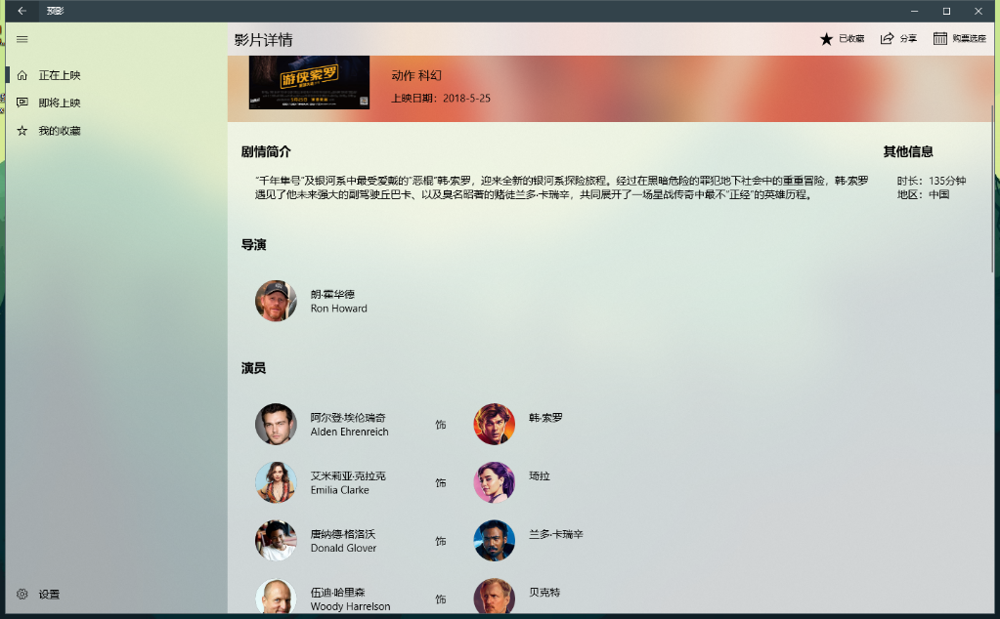 预影
影片详情
已收藏
分享
购票选座
正在上映
即将上映
我的收藏
设置
游侠索罗
动作 科幻
上映日期：2018-5-25
剧情简介
“千年隼号”及银河系中最受爱戴的“恶棍”韩·索罗，迎来全新的银河系探险旅程。经过在黑暗危险的罪犯地下社会中的重重冒险，韩·索罗
遇见了他未来强大的副驾驶丘巴卡、以及臭名昭著的赌徒兰多·卡瑞辛，共同展开了一场星战传奇中最不“正经”的英雄历程。
其他信息
时长：135分钟
地区：中国
导演
朗·霍华德
Ron Howard
演员
阿尔登·埃伦瑞奇
Alden Ehrenreich
饰
韩·索罗
艾米莉亚·克拉克
Emilia Clarke
饰
琦拉
唐纳德·格洛沃
Donald Glover
饰
兰多·卡瑞辛
伍迪·哈里森
Woody Harrelson
饰
贝克特